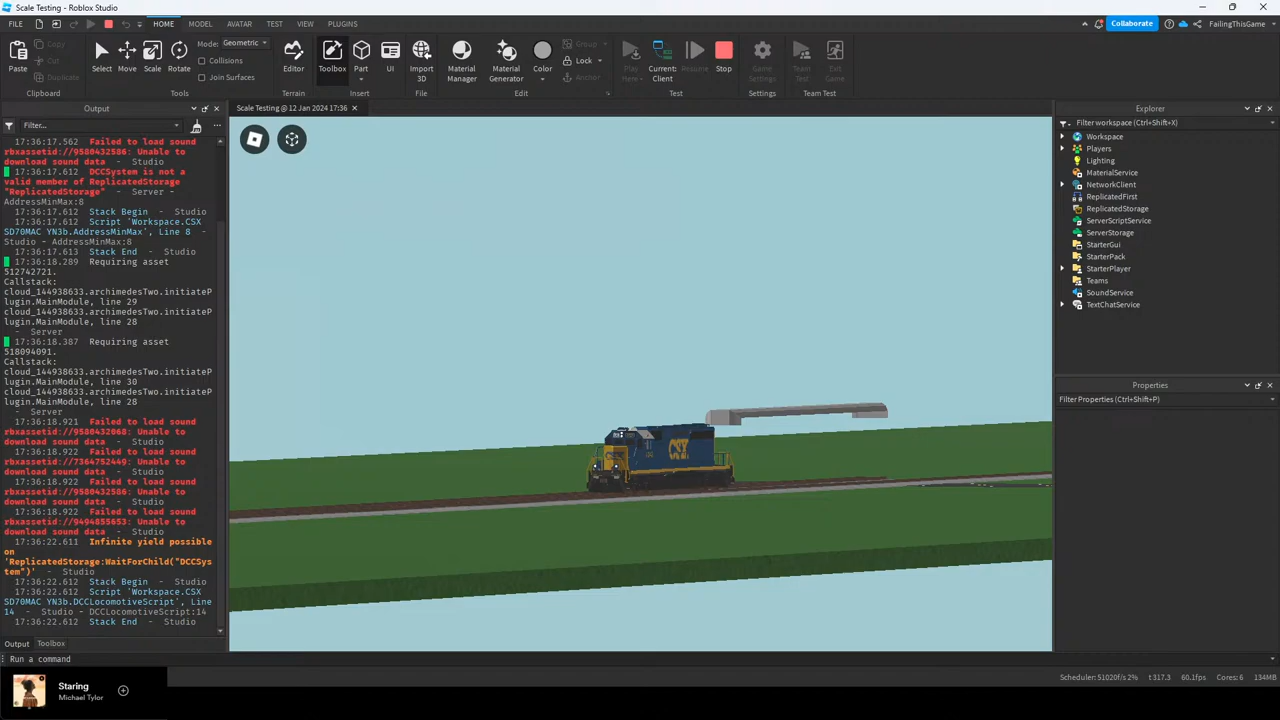 Scale Testing - Roblox Studio
FILE HOME MODEL AVATAR TEST VIEW PLUGINS Collaborate FailingThisGame
Mode: Geometric
Collisions
Join Surfaces
Paste Copy Cut Duplicate Select Move Scale Rotate Editor Toolbox Part UI Import 3D Material Manager Material Generator Color Group Lock Anchor Play Here Current: Client Resume Stop Game Settings Team Test Exit Game
Clipboard Tools Terrain Insert File Edit Test Settings Team Test
Output
Scale Testing @ 12 Jan 2024 17:36
Filter...
17:36:17.562 Failed to load sound
rbxassetid://9580432586: Unable to
download sound data - Studio
17:36:17.612 DCCSystem is not a
valid member of ReplicatedStorage
"ReplicatedStorage" - Server -
AddressMinMax:8
17:36:17.612 Stack Begin - Studio
17:36:17.612 Script 'Workspace.CSX
SD70MAC YN3b.AddressMinMax', Line 8 -
Studio - AddressMinMax:8
17:36:17.613 Stack End - Studio
17:36:18.289 Requiring asset
512742721.
Callstack:
cloud_144938633.archimedesTwo.initiateP
lugin.MainModule, line 29
cloud_144938633.archimedesTwo.initiateP
lugin.MainModule, line 28
- Server
17:36:18.387 Requiring asset
518094091.
Callstack:
cloud_144938633.archimedesTwo.initiateP
lugin.MainModule, line 30
cloud_144938633.archimedesTwo.initiateP
lugin.MainModule, line 28
- Server
17:36:18.921 Failed to load sound
rbxassetid://9580432068: Unable to
download sound data - Studio
17:36:18.922 Failed to load sound
rbxassetid://7364752449: Unable to
download sound data - Studio
17:36:18.922 Failed to load sound
rbxassetid://9580432586: Unable to
download sound data - Studio
17:36:18.922 Failed to load sound
rbxassetid://9494855653: Unable to
download sound data - Studio
17:36:22.611 Infinite yield possible
on
'ReplicatedStorage:WaitForChild("DCCSys
tem")' - Studio
17:36:22.612 Stack Begin - Studio
17:36:22.612 Script 'Workspace.CSX
SD70MAC YN3b.DCCLocomotiveScript', Line
14 - Studio - DCCLocomotiveScript:14
17:36:22.612 Stack End - Studio
Output Toolbox
Run a command
CSX
Explorer
Filter workspace (Ctrl+Shift+X)
Workspace
Players
Lighting
MaterialService
NetworkClient
ReplicatedFirst
ReplicatedStorage
ServerScriptService
ServerStorage
StarterGui
StarterPack
StarterPlayer
Teams
SoundService
TextChatService
Properties
Filter Properties (Ctrl+Shift+P)
Scheduler: 51020f/s 2% t 317.3 60.1fps Cores: 6 134MB
Staring
Michael Tylor